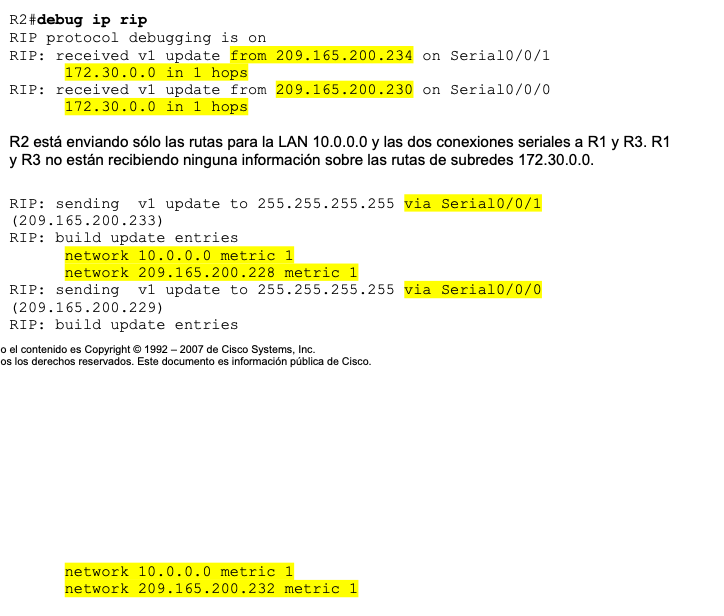 R2#debug ip rip
RIP protocol debugging is on
RIP: received v1 update from 209.165.200.234 on Serial0/0/1
172.30.0.0 in 1 hops
RIP: received v1 update from 209.165.200.230 on Serial0/0/0
172.30.0.0 in 1 hops
R2 está enviando sólo las rutas para la LAN 10.0.0.0 y las dos conexiones seriales a R1 y R3. R1
y R3 no están recibiendo ninguna información sobre las rutas de subredes 172.30.0.0.
RIP: sending  v1 update to 255.255.255.255 via Serial0/0/1
(209.165.200.233)
RIP: build update entries
network 10.0.0.0 metric 1
network 209.165.200.228 metric 1
RIP: sending  v1 update to 255.255.255.255 via Serial0/0/0
(209.165.200.229)
RIP: build update entries
o el contenido es Copyright © 1992 – 2007 de Cisco Systems, Inc.
os los derechos reservados. Este documento es información pública de Cisco.
network 10.0.0.0 metric 1
network 209.165.200.232 metric 1